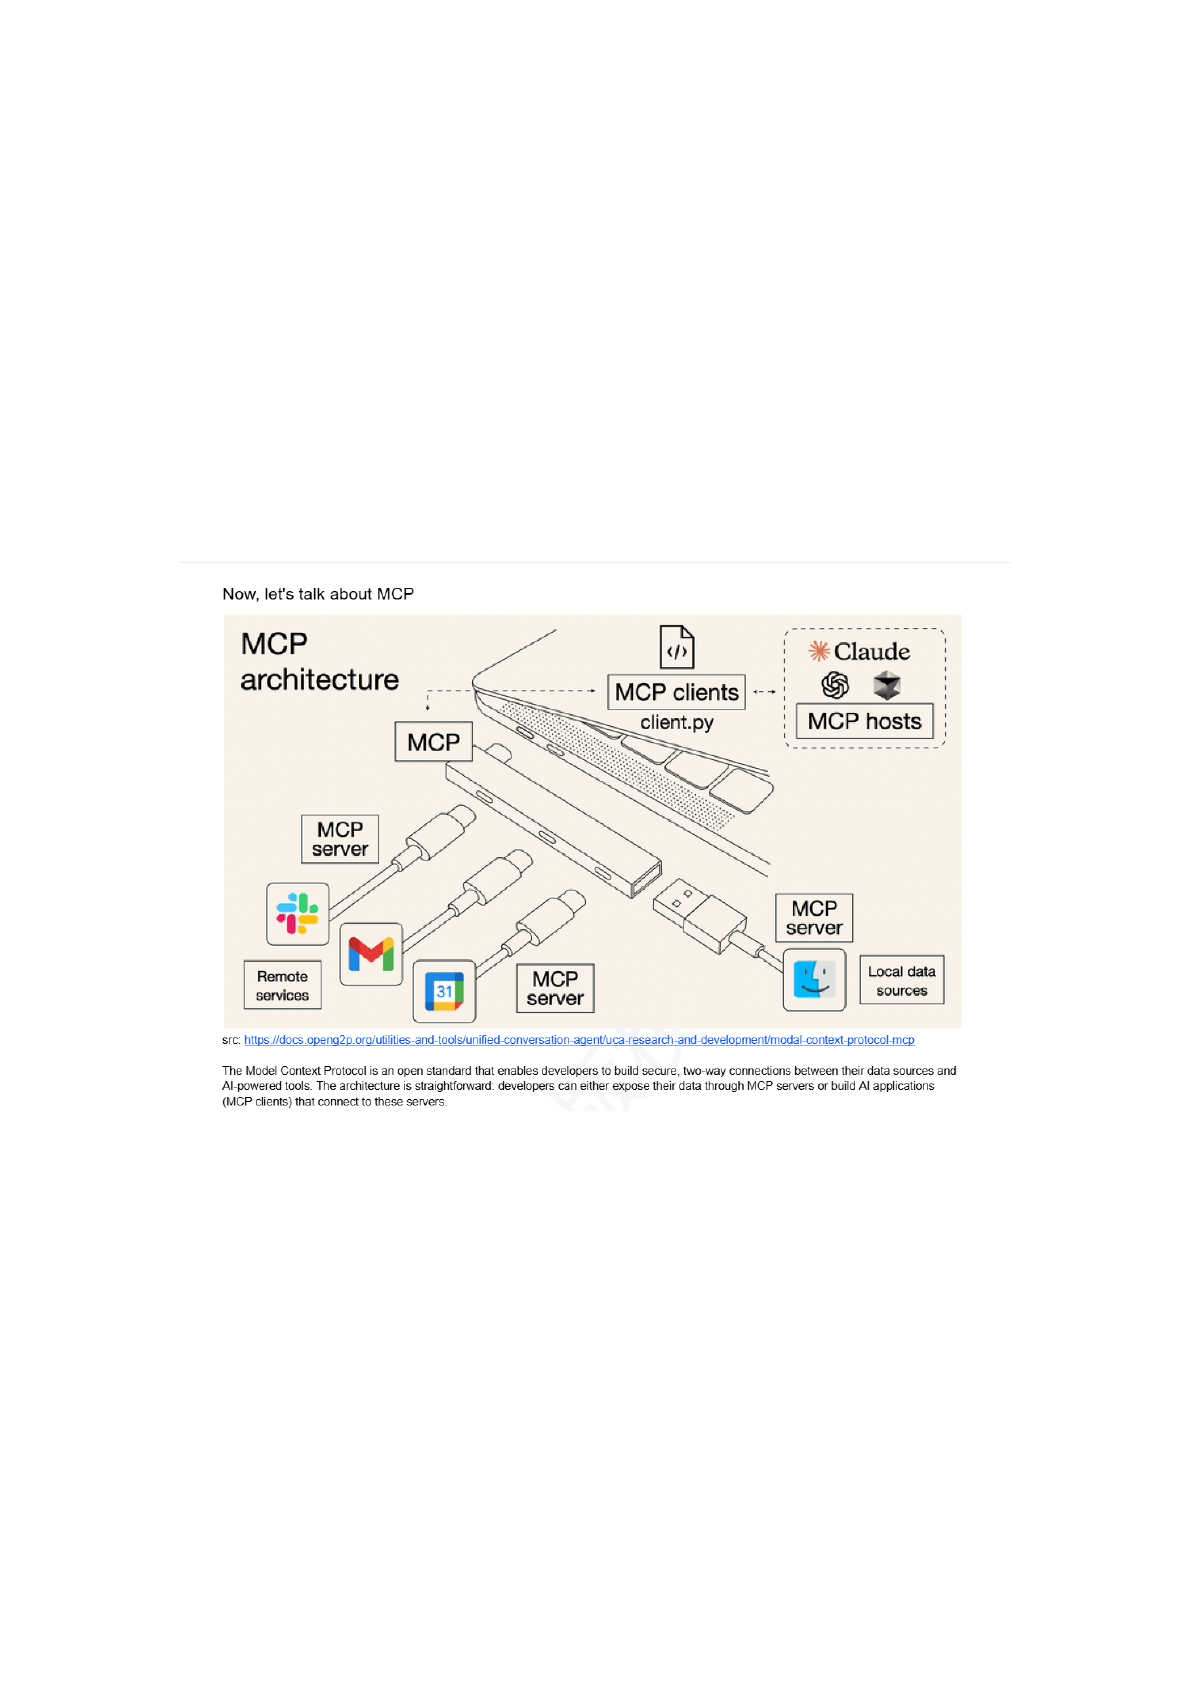 Now, let's talk about MCP
MCP
architecture
MCP clients
client.py
Claude
MCP hosts
MCP
MCP
server
Remote
services
31
MCP
server
MCP
server
Local data
sources
src: https://docs.openg2p.org/utilities-and-tools/unified-conversation-agent/uca-research-and-development/modal-context-protocol-mcp
The Model Context Protocol is an open standard that enables developers to build secure, two-way connections between their data sources and
AI-powered tools. The architecture is straightforward: developers can either expose their data through MCP servers or build AI applications
(MCP clients) that connect to these servers.